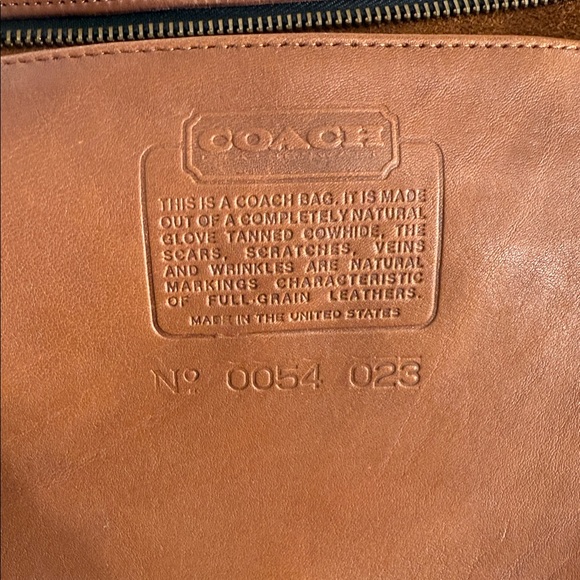 COACH
THIS IS A COACH BAG. IT IS MADE
OUT OF A COMPLETELY NATURAL
GLOVE TANNED COWHIDE, THE
SCARS, SCRATCHES, VEINS
AND WRINKLES ARE NATURAL
MARKINGS CHARACTERISTIC
OF FULL-GRAIN LEATHERS.
MADE IN THE UNITED STATES
Nº 0054 023